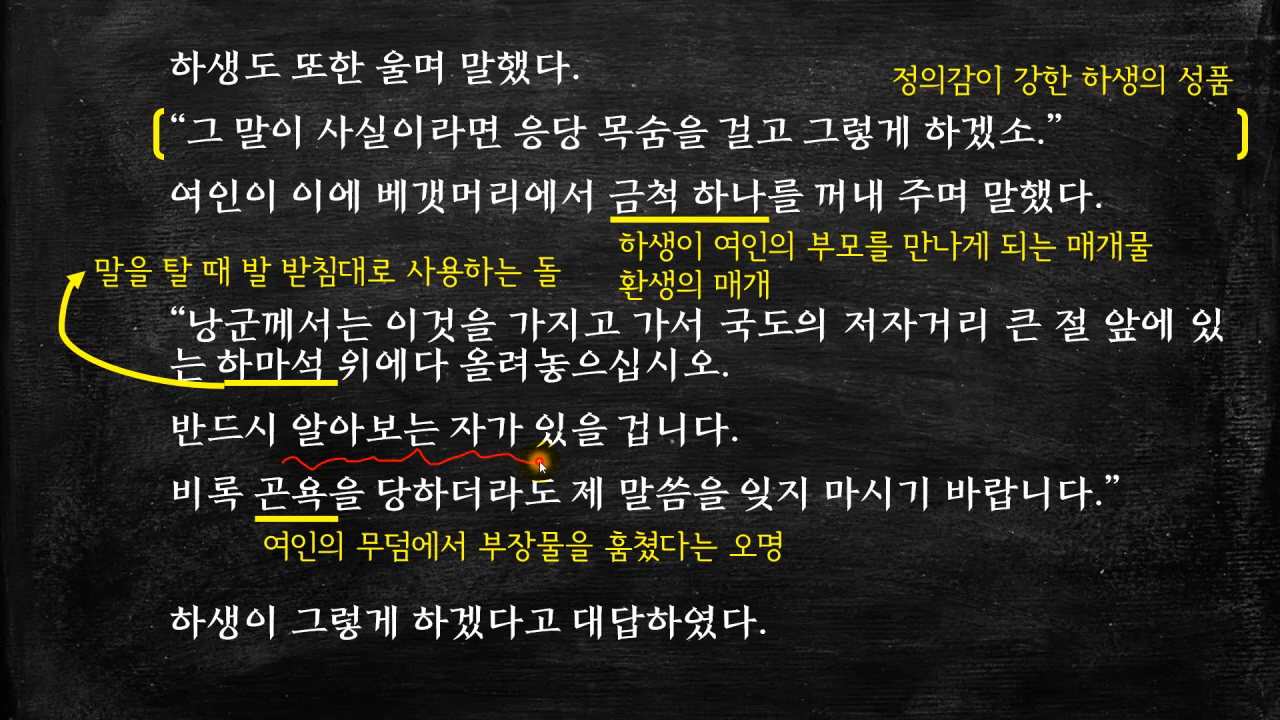 하생도 또한 울며 말했다.
정의감이 강한 하생의 성품
“그 말이 사실이라면 응당 목숨을 걸고 그렇게 하겠소.”
여인이 이에 베갯머리에서 금척 하나를 꺼내 주며 말했다.
하생이 여인의 부모를 만나게 되는 매개물
환생의 매개
말을 탈 때 발 받침대로 사용하는 돌
“낭군께서는 이것을 가지고 가서 국도의 저자거리 큰 절 앞에 있
는 하마석 위에다 올려놓으십시오.
반드시 알아보는 자가 있을 겁니다.
비록 곤욕을 당하더라도 제 말씀을 잊지 마시기 바랍니다.”
여인의 무덤에서 부장물을 훔쳤다는 오명
하생이 그렇게 하겠다고 대답하였다.